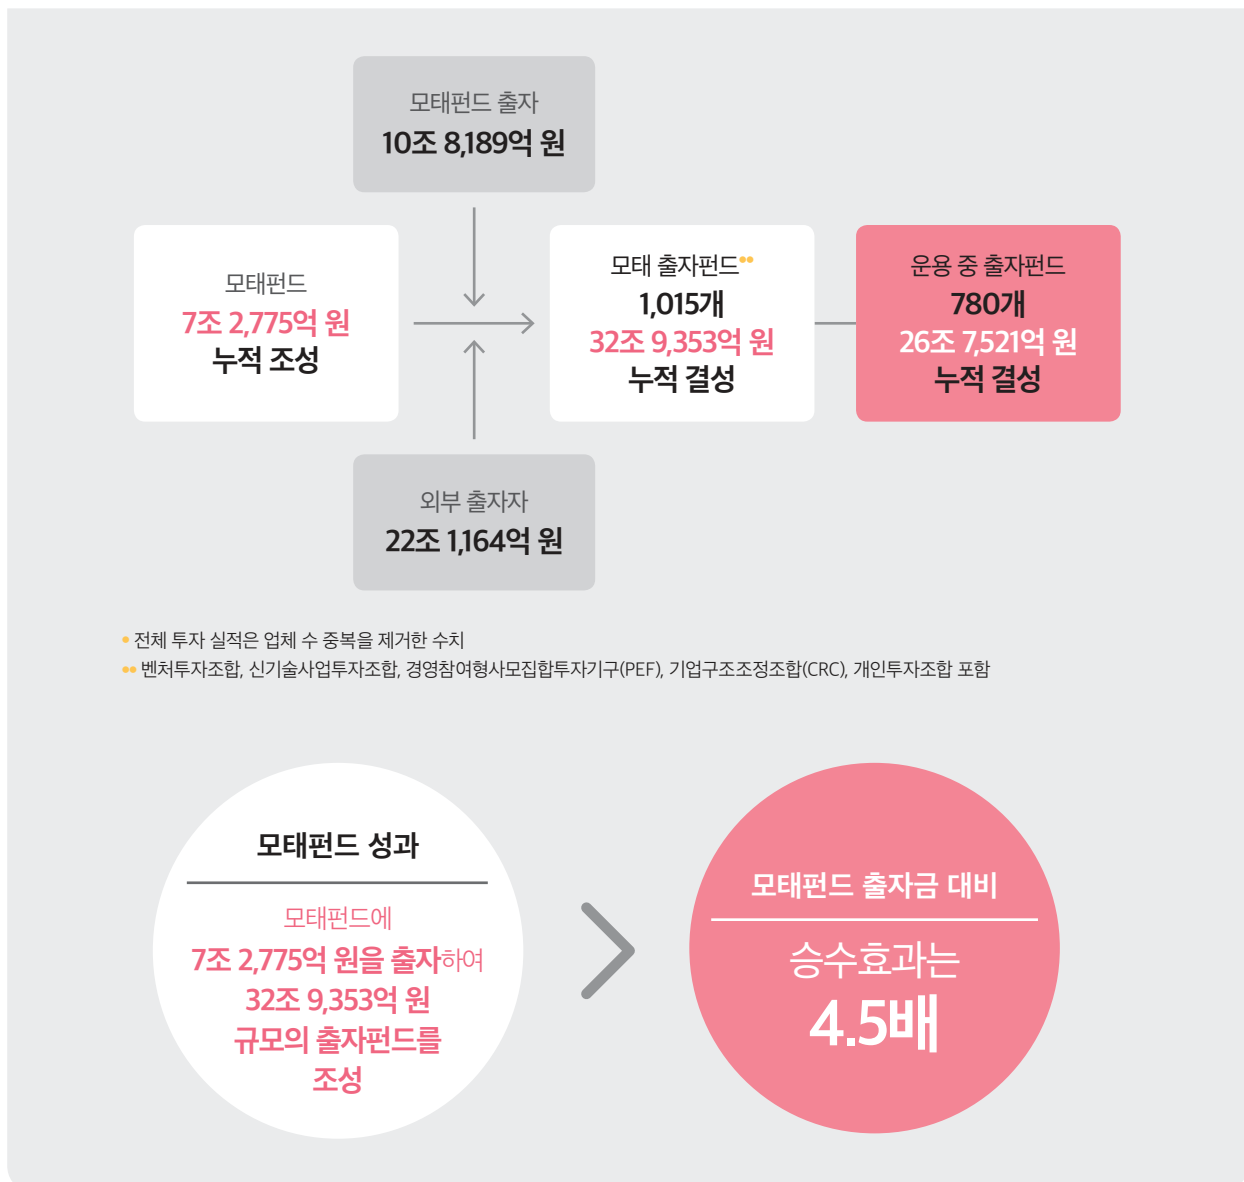 모태펀드 출자
10조 8,189억 원
모태펀드
7조 2,775억 원
누적 조성
모태 출자펀드••
1,015개
32조 9,353억 원
누적 결성
운용 중 출자펀드
780개
26조 7,521억 원
누적 결성
외부 출자자
22조 1,164억 원
• 전체 투자 실적은 업체 수 중복을 제거한 수치
•• 벤처투자조합, 신기술사업투자조합, 경영참여형사모집합투자기구(PEF), 기업구조조정조합(CRC), 개인투자조합 포함
모태펀드 성과
모태펀드에
7조 2,775억 원을 출자하여
32조 9,353억 원
규모의 출자펀드를
조성
모태펀드 출자금 대비
승수효과는
4.5배